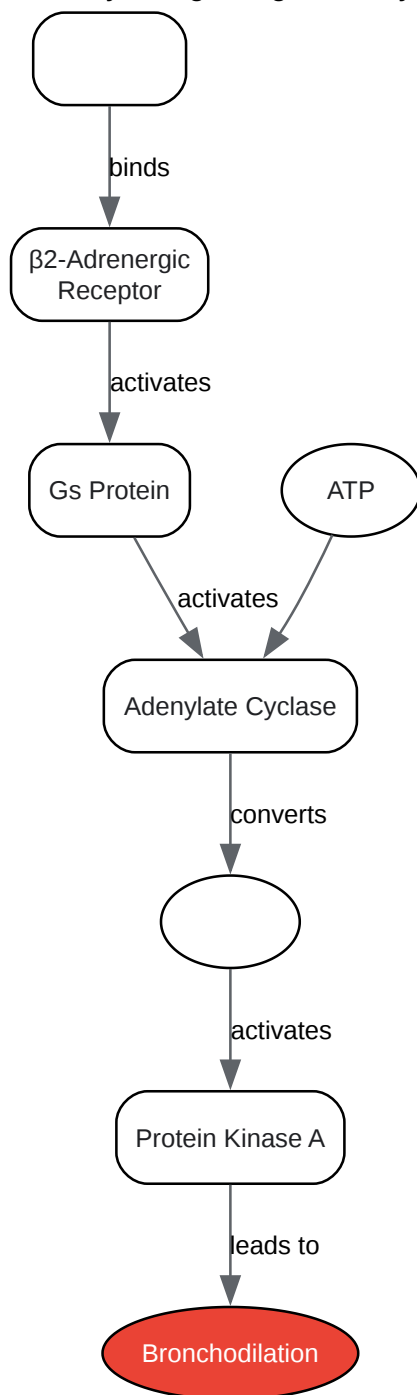 binds
β2-Adrenergic
Receptor
activates
Gs Protein
ATP
activates
Adenylate Cyclase
converts
activates
Protein Kinase A
leads to
Bronchodilation